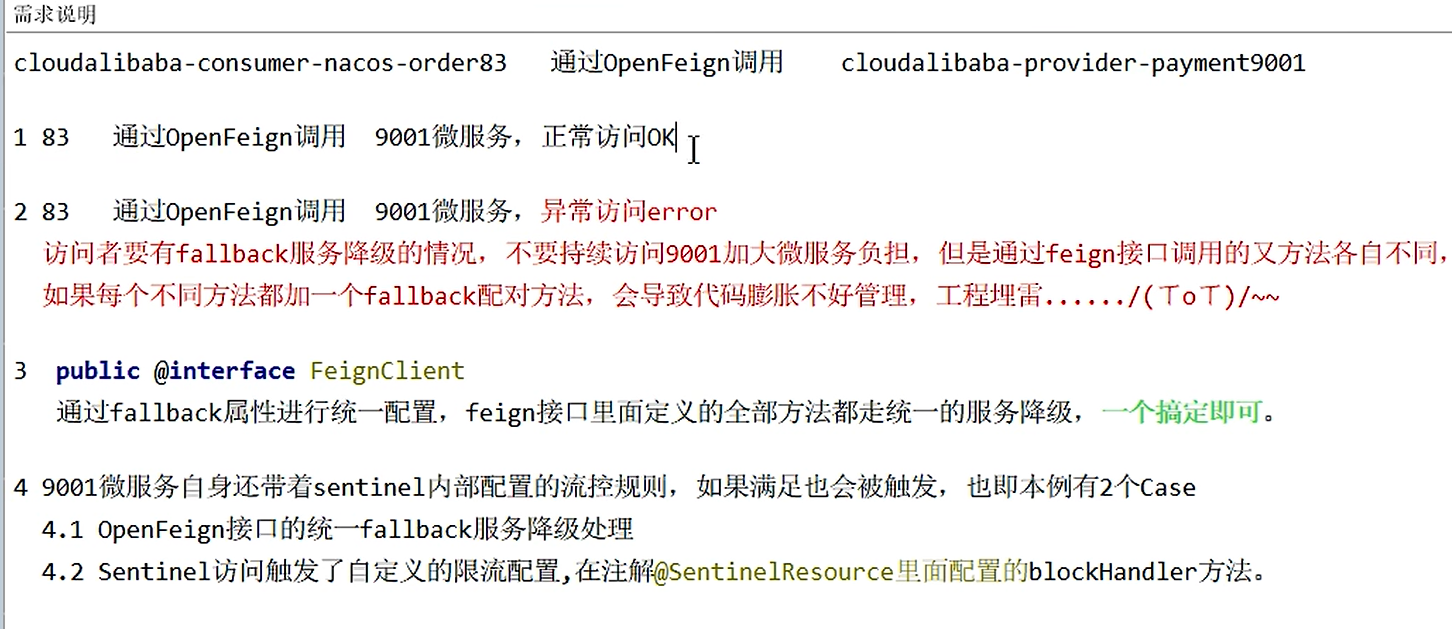 需求说明
cloudalibaba-consumer-nacos-order83 通过OpenFeign调用 cloudalibaba-provider-payment9001
1 83 通过OpenFeign调用 9001微服务，正常访问OK
2 83 通过OpenFeign调用 9001微服务，异常访问error
访问者要有fallback服务降级的情况，不要持续访问9001加大微服务负担，但是通过feign接口调用的又方法各自不同，
如果每个不同方法都加一个fallback配对方法，会导致代码膨胀不好管理，工程埋雷....../(ㄒoㄒ)/~~
3 public @interface FeignClient
通过fallback属性进行统一配置，feign接口里面定义的全部方法都走统一的服务降级，一个搞定即可。
4 9001微服务自身还带着sentinel内部配置的流控规则，如果满足也会被触发，也即本例有2个Case
4.1 OpenFeign接口的统一fallback服务降级处理
4.2 Sentinel访问触发了自定义的限流配置,在注解@SentinelResource里面配置的blockHandler方法。